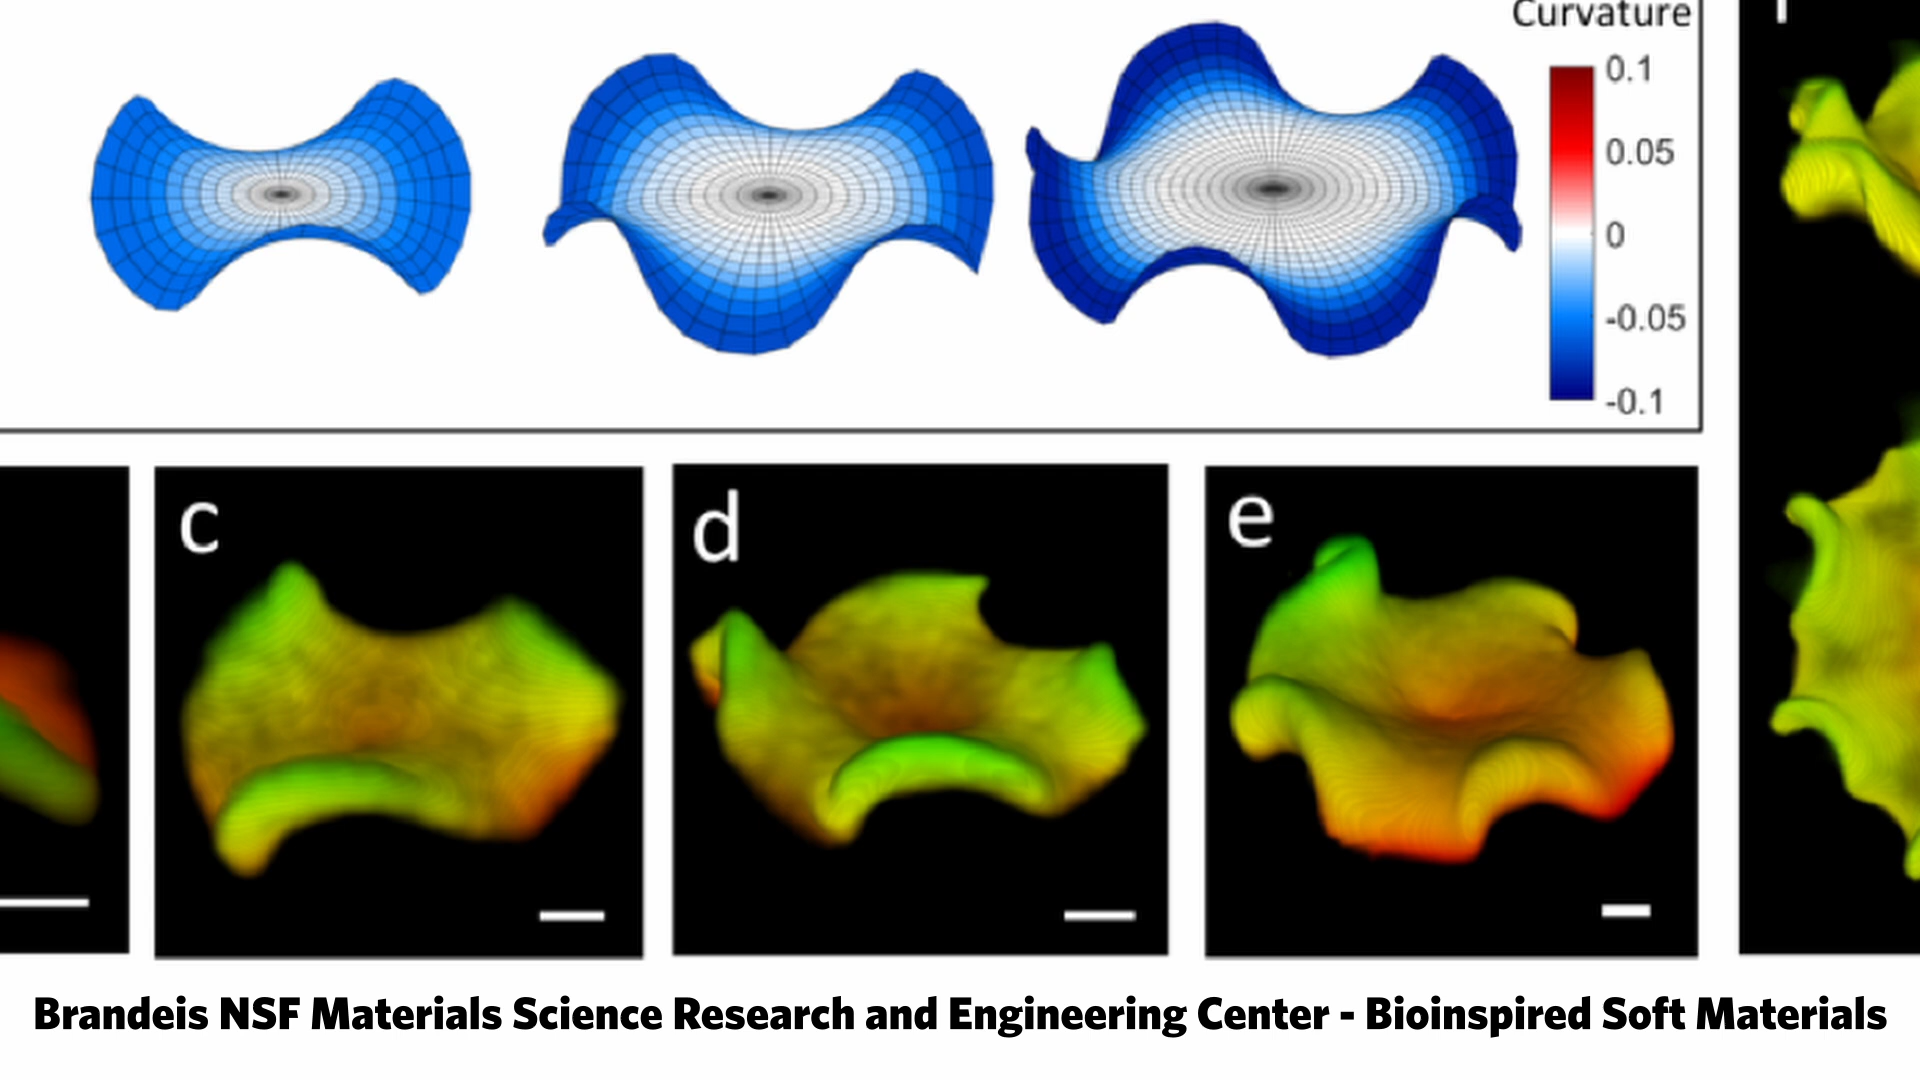 Curvature
0.1
0.05
0
-0.05
-0.1
c
d
e
Brandeis NSF Materials Science Research and Engineering Center - Bioinspired Soft Materials